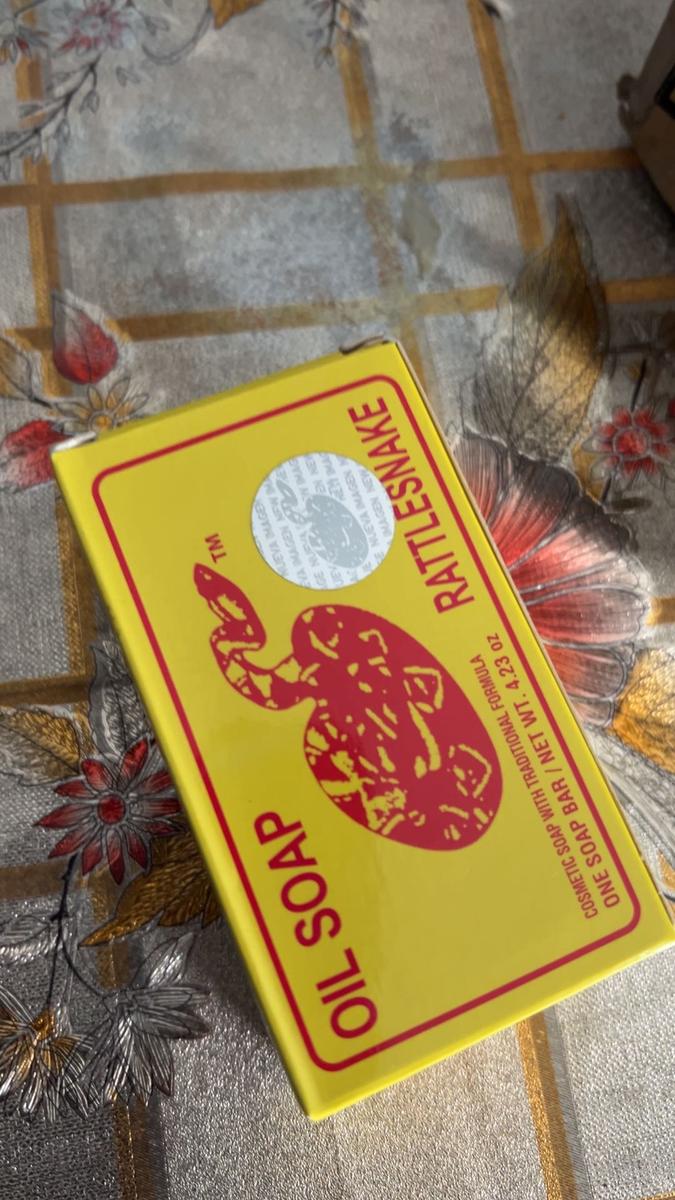 OIL SOAP
RATTLESNAKE
TM
COSMETIC SOAP WITH TRADITIONAL FORMULA
ONE SOAP BAR / NET WT. 4.23 OZ